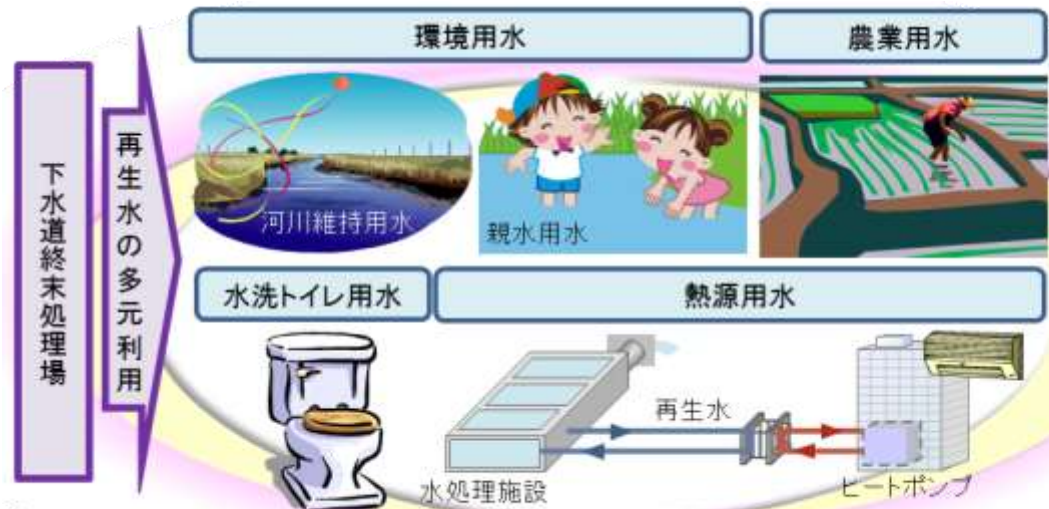 下水道終末処理場
再生水の多元利用
環境用水
農業用水
河川維持用水
親水用水
水洗トイレ用水
熱源用水
再生水
水処理施設
ヒートポンプ